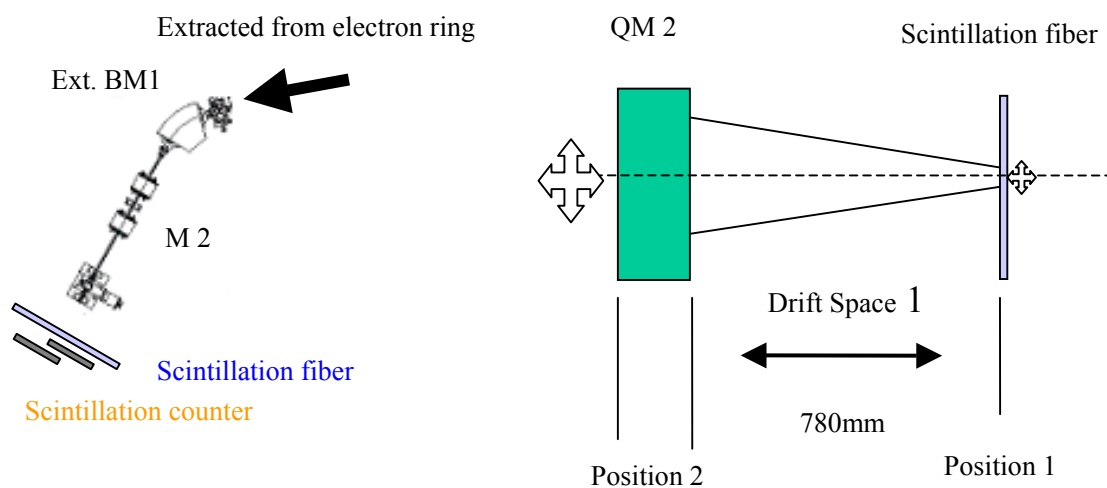 Extracted from electron ring
Ext. BM1
M 2
Scintillation fiber
Scintillation counter
QM 2
Scintillation fiber
Drift Space 1
780mm
Position 2
Position 1